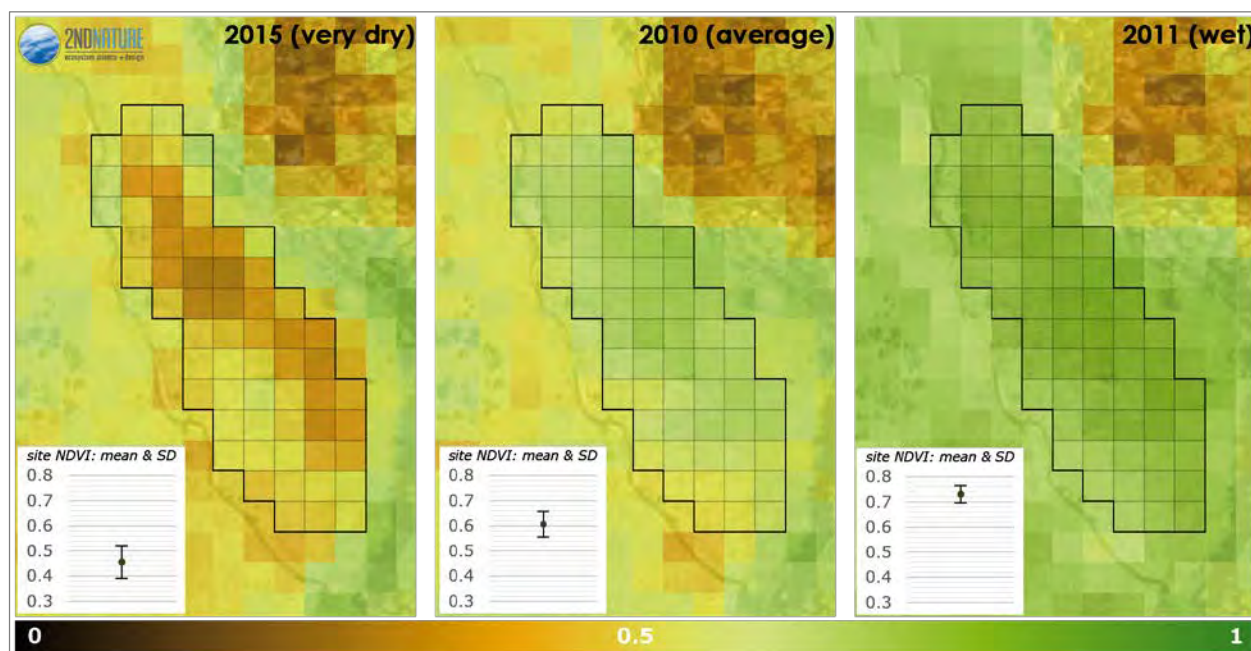 2NDNATURE
ecosystem science + design
2015 (very dry)
2010 (average)
2011 (wet)
site NDVI: mean & SD
0.8
0.7
0.6
0.5
0.4
0.3
site NDVI: mean & SD
0.8
0.7
0.6
0.5
0.4
0.3
site NDVI: mean & SD
0.8
0.7
0.6
0.5
0.4
0.3
0
0.5
1